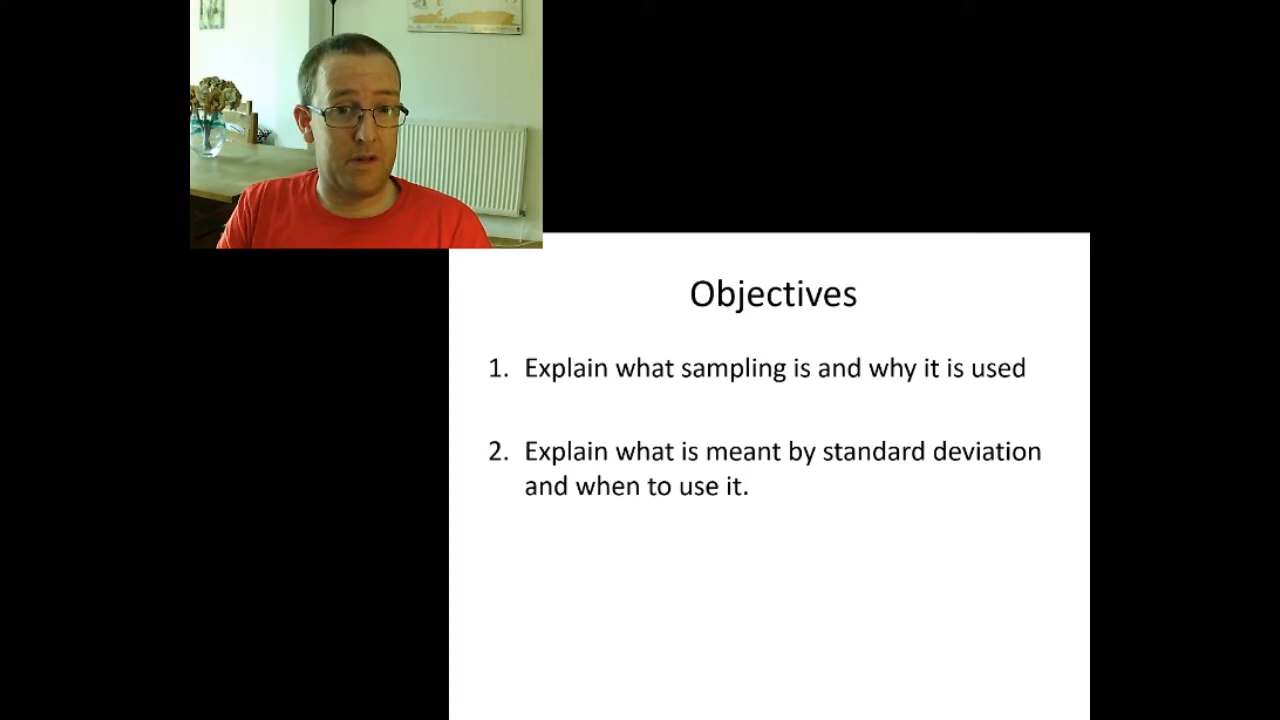 Objectives
1. Explain what sampling is and why it is used
2. Explain what is meant by standard deviation
and when to use it.